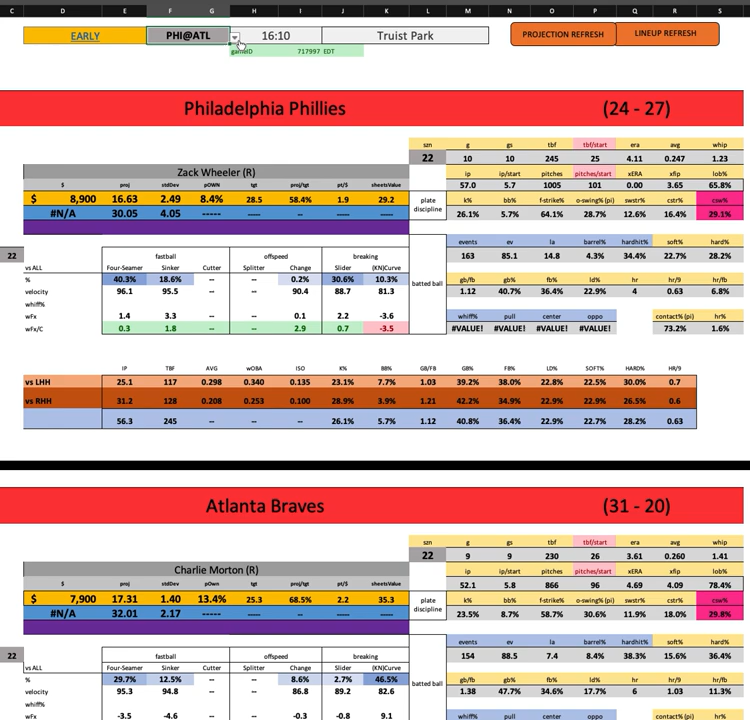 C D E F G H I J K L M N O P Q R S
EARLY PHI@ATL 16:10 Truist Park PROJECTION REFRESH LINEUP REFRESH
gameID 717997 EDT
Philadelphia Phillies (24 - 27)
szn g gs tbf tbf/start era avg whip
22 10 10 245 25 4.11 0.247 1.23
Zack Wheeler (R) ip ip/start pitches pitches/start xERA xfip lob%
$ proj stdDev pOWN tgt proj/tgt pt/$ sheetsValue 57.0 5.7 1005 101 0.00 3.65 65.8%
$ 8,900 16.63 2.49 8.4% 28.5 58.4% 1.9 29.2 plate discipline k% bb% f-strike% o-swing% (pi) swstr% cstr% csw%
#N/A 30.05 4.05 ----- ---- --- --- --- 26.1% 5.7% 64.1% 28.7% 12.6% 16.4% 29.1%
events ev la barrel% hardhit% soft% hard%
22 fastball offspeed breaking 163 85.1 14.8 4.3% 34.4% 22.7% 28.2%
vs ALL Four-Seamer Sinker Cutter Splitter Change Slider (KN)Curve
% 40.3% 18.6% -- -- 0.2% 30.6% 10.3% batted ball gb/fb gb% fb% ld% hr hr/9 hr/fb
velocity 96.1 95.5 -- -- 90.4 88.7 81.3 1.12 40.7% 36.4% 22.9% 4 0.63 6.8%
whiff%
wFx 1.4 3.3 -- -- 0.1 2.2 -3.6 whiff% pull center oppo contact% (pi) hr%
wFx/C 0.3 1.8 -- -- 2.9 0.7 -3.5 #VALUE! #VALUE! #VALUE! #VALUE! 73.2% 1.6%
IP TBF AVG wOBA ISO K% BB% GB/FB GB% FB% LD% SOFT% HARD% HR/9
vs LHH 25.1 117 0.298 0.340 0.135 23.1% 7.7% 1.03 39.2% 38.0% 22.8% 22.5% 30.0% 0.7
vs RHH 31.2 128 0.208 0.253 0.100 28.9% 3.9% 1.21 42.2% 34.9% 22.9% 22.9% 26.5% 0.6
56.3 245 -- -- -- 26.1% 5.7% 1.12 40.8% 36.4% 22.9% 22.7% 28.2% 0.63
Atlanta Braves (31 - 20)
szn g gs tbf tbf/start era avg whip
22 9 9 230 26 3.61 0.260 1.41
Charlie Morton (R) ip ip/start pitches pitches/start xERA xfip lob%
$ proj stdDev pOwn tgt proj/tgt pt/$ sheetsValue 52.1 5.8 866 96 4.69 4.09 78.4%
$ 7,900 17.31 1.40 13.4% 25.3 68.5% 2.2 35.3 plate discipline k% bb% f-strike% o-swing% (pi) swstr% cstr% csw%
#N/A 32.01 2.17 ----- ---- --- --- --- 23.5% 8.7% 58.7% 30.6% 11.9% 18.0% 29.8%
events ev la barrel% hardhit% soft% hard%
22 fastball offspeed breaking 154 88.5 7.4 8.4% 38.3% 15.6% 36.4%
vs ALL Four-Seamer Sinker Cutter Splitter Change Slider (KN)Curve
% 29.7% 12.5% -- -- 8.6% 2.7% 46.5% batted ball gb/fb gb% fb% ld% hr hr/9 hr/fb
velocity 95.3 94.8 -- -- 86.8 89.2 82.6 1.38 47.7% 34.6% 17.7% 6 1.03 11.3%
whiff%
wFx -3.5 -4.6 -- -- -0.3 -0.8 9.1 whiff% pull center oppo contact% (pi) hr%